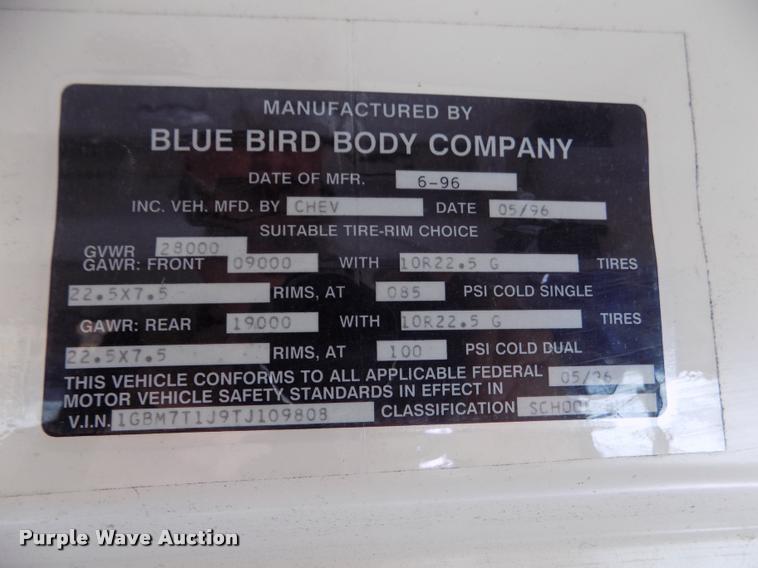 MANUFACTURED BY
BLUE BIRD BODY COMPANY
DATE OF MFR. 6-96
INC. VEH. MFD. BY CHEV DATE 05/96
SUITABLE TIRE-RIM CHOICE
GVWR 28000
GAWR: FRONT 09000 WITH 10R22.5 G TIRES
22.5X7.5 RIMS, AT 085 PSI COLD SINGLE
GAWR: REAR 19000 WITH 10R22.5 G TIRES
22.5X7.5 RIMS, AT 100 PSI COLD DUAL
THIS VEHICLE CONFORMS TO ALL APPLICABLE FEDERAL 05/96
MOTOR VEHICLE SAFETY STANDARDS IN EFFECT IN
V.I.N. 1GBM7T1J9TJ109808 CLASSIFICATION SCHOOL
Purple Wave Auction